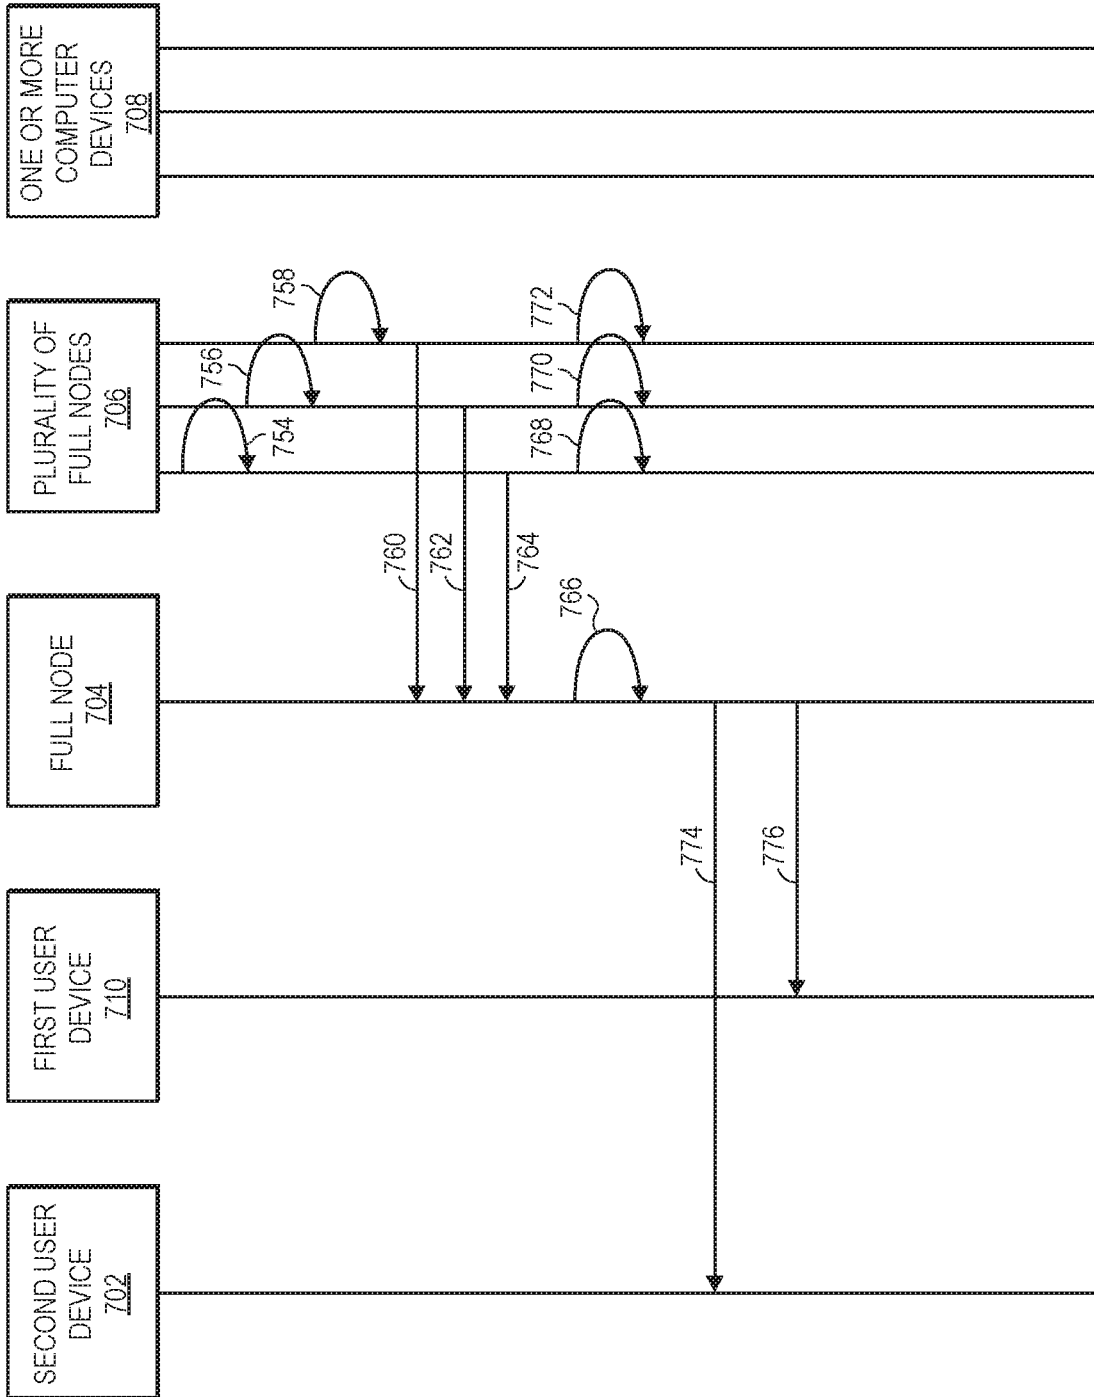 SECOND USER
DEVICE
702
FIRST USER
DEVICE
710
FULL NODE
704
PLURALITY OF
FULL NODES
706
ONE OR MORE
COMPUTER
DEVICES
708
754
756
758
760
762
764
766
768
770
772
774
776